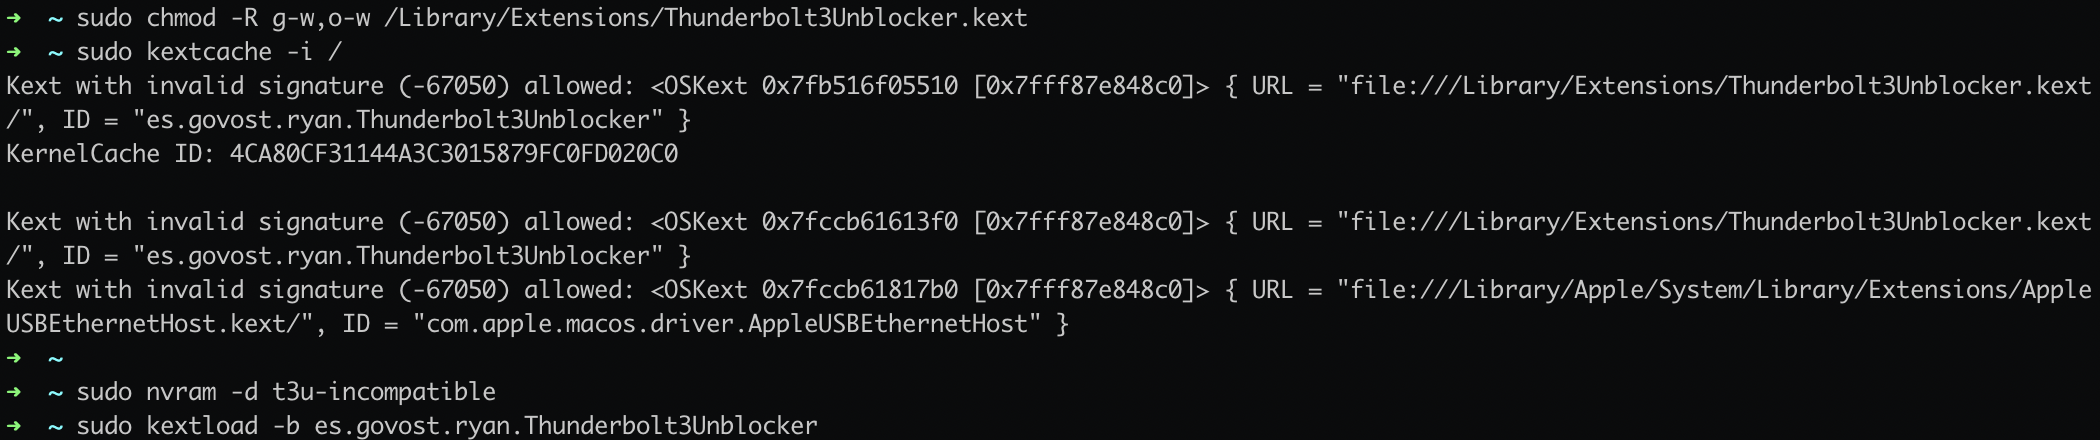 ➜  ~ sudo chmod -R g-w,o-w /Library/Extensions/Thunderbolt3Unblocker.kext
➜  ~ sudo kextcache -i /
Kext with invalid signature (-67050) allowed: <OSKext 0x7fb516f05510 [0x7fff87e848c0]> { URL = "file:///Library/Extensions/Thunderbolt3Unblocker.kext
/", ID = "es.govost.ryan.Thunderbolt3Unblocker" }
KernelCache ID: 4CA80CF31144A3C3015879FC0FD020C0
Kext with invalid signature (-67050) allowed: <OSKext 0x7fccb61613f0 [0x7fff87e848c0]> { URL = "file:///Library/Extensions/Thunderbolt3Unblocker.kext
/", ID = "es.govost.ryan.Thunderbolt3Unblocker" }
Kext with invalid signature (-67050) allowed: <OSKext 0x7fccb61817b0 [0x7fff87e848c0]> { URL = "file:///Library/Apple/System/Library/Extensions/Apple
USBEthernetHost.kext/", ID = "com.apple.macos.driver.AppleUSBEthernetHost" }
➜  ~
➜  ~ sudo nvram -d t3u-incompatible
➜  ~ sudo kextload -b es.govost.ryan.Thunderbolt3Unblocker